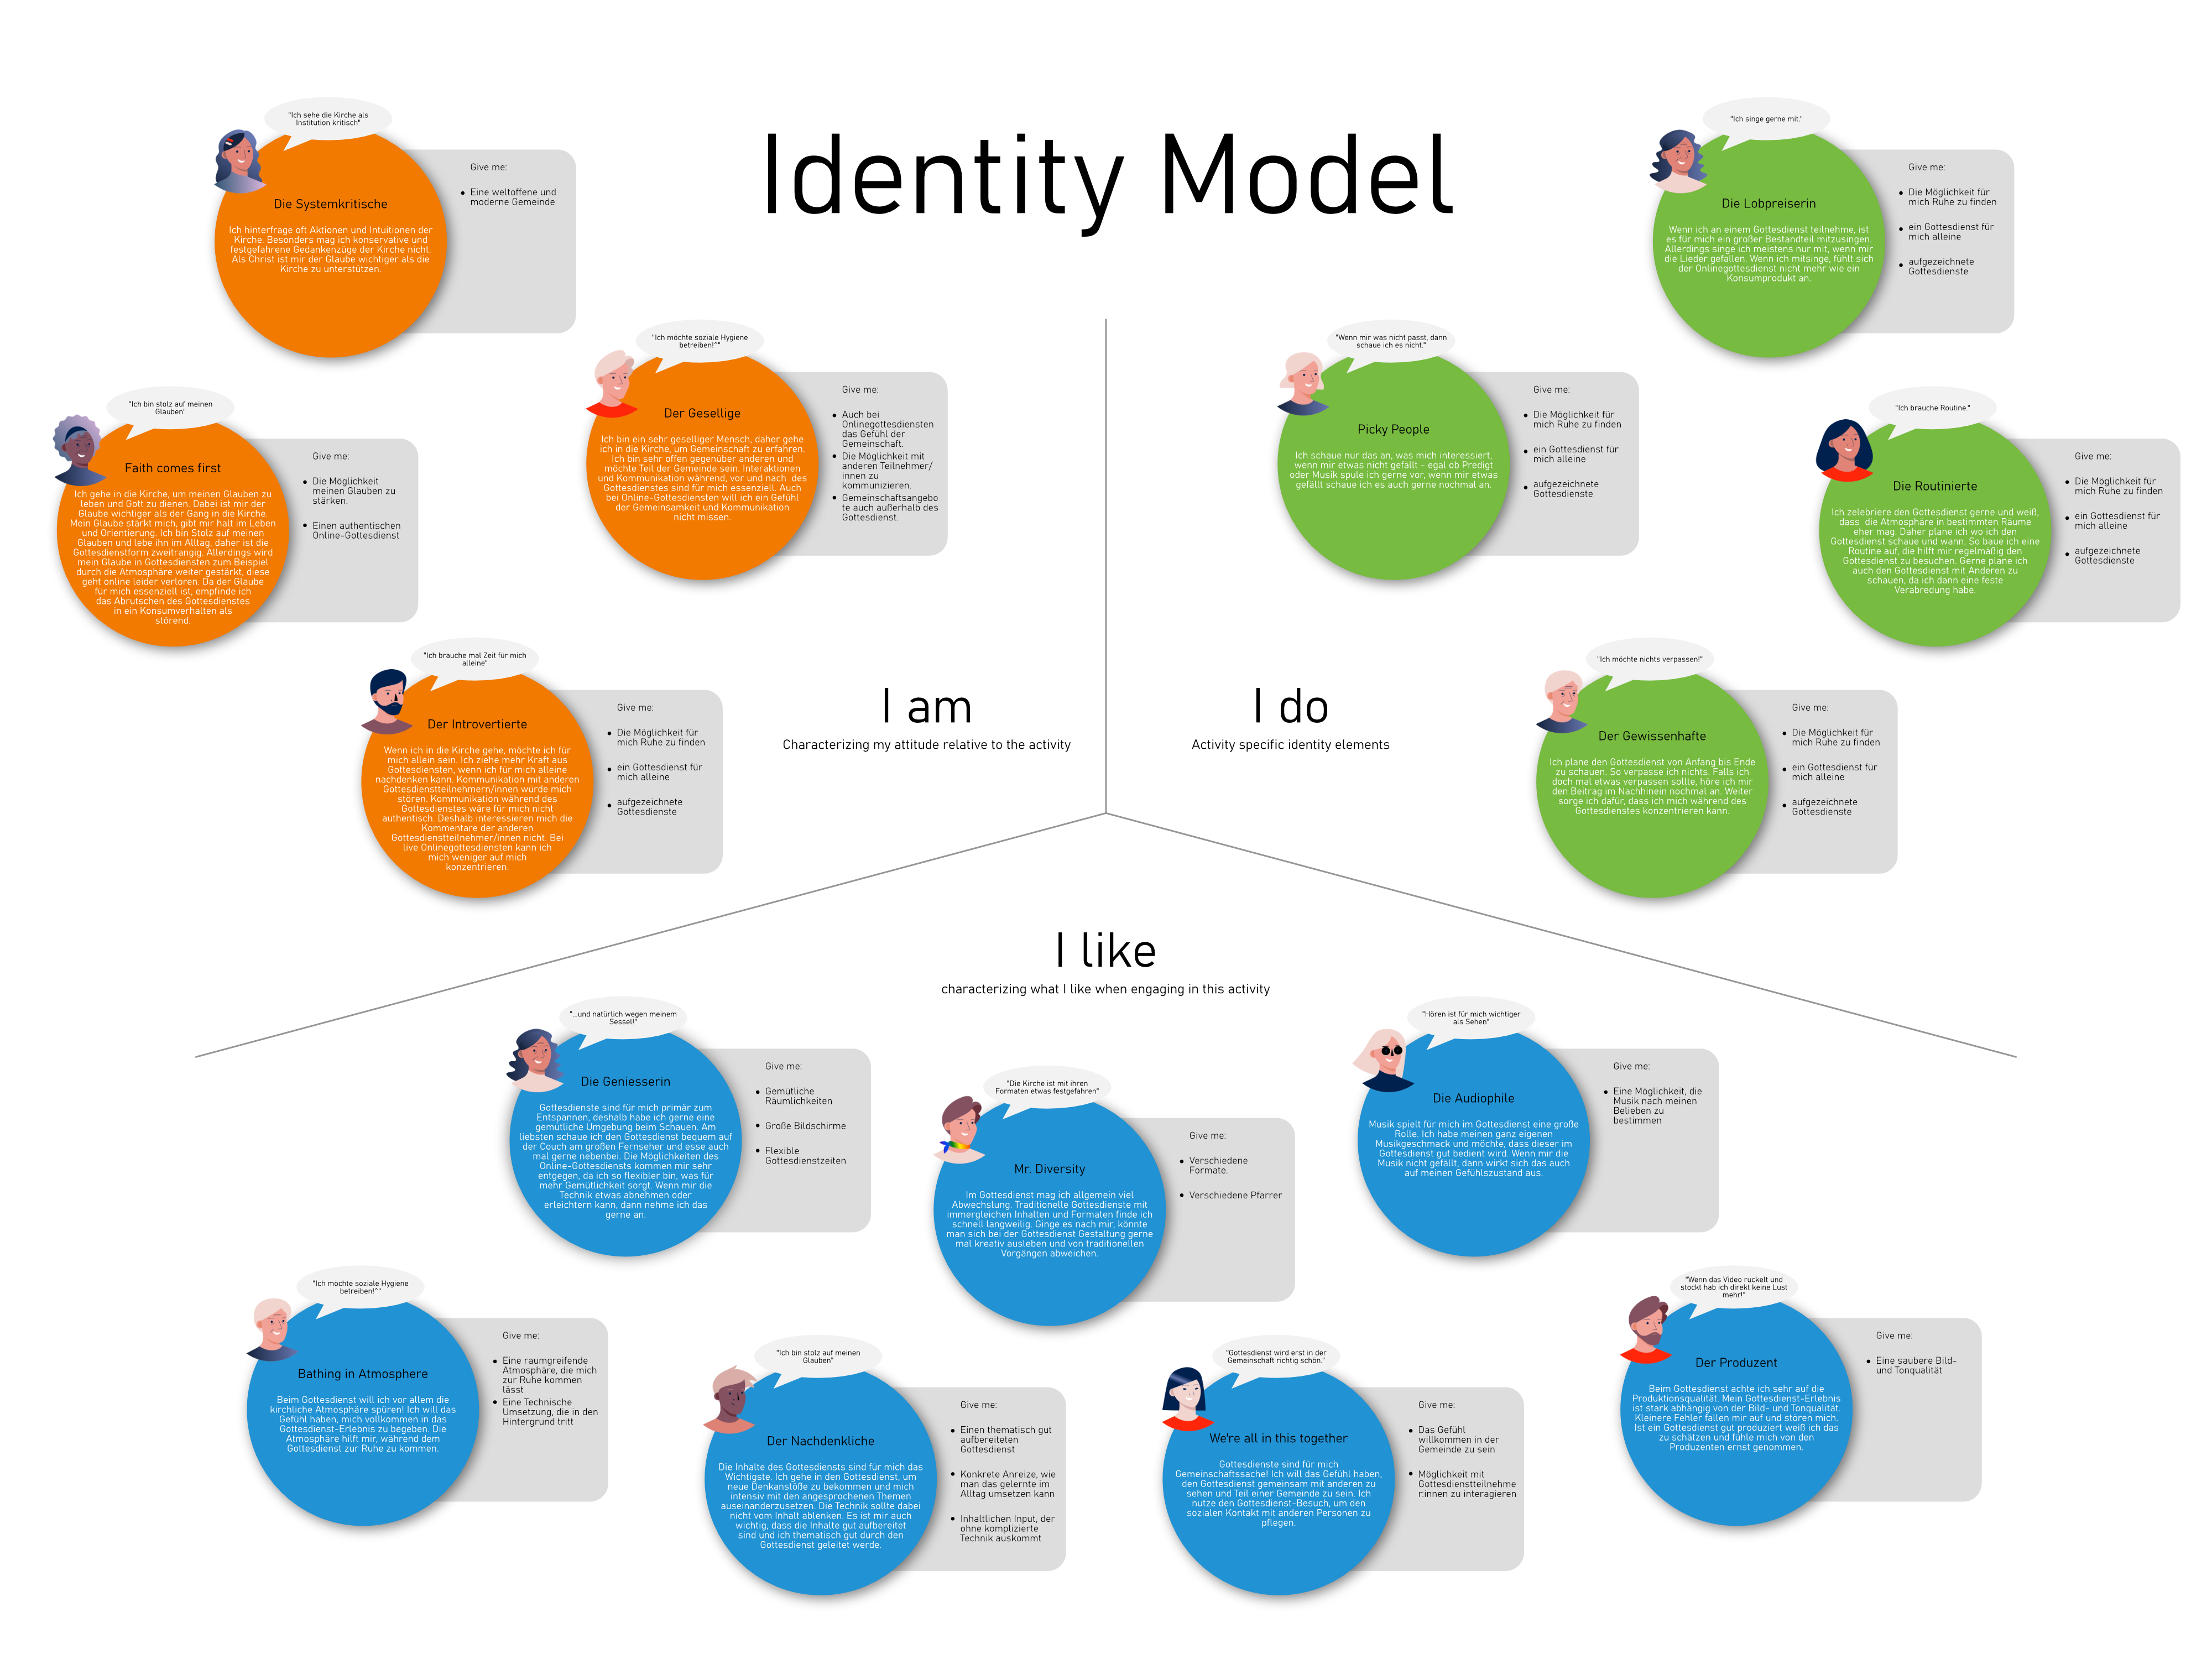 Identity Model
"Ich sehe die Kirche als
Institution kritisch"
Die Systemkritische
Ich hinterfrage oft Aktionen und Intuitionen der
Kirche. Besonders mag ich konservative und
festgefahrene Gedankenzüge der Kirche nicht.
Als Christ ist mir der Glaube wichtiger als die
Kirche zu unterstützen.
Give me:
• Eine weltoffene und
moderne Gemeinde
"Ich möchte soziale Hygiene
betreiben!""
Der Gesellige
Ich bin ein sehr geselliger Mensch, daher gehe
ich in die Kirche, um Gemeinschaft zu erfahren.
Ich bin sehr offen gegenüber anderen und
möchte Teil der Gemeinde sein. Interaktionen
und Kommunikation während, vor und nach des
Gottesdienstes sind für mich essenziell. Auch
bei Online-Gottesdiensten will ich ein Gefühl
der Gemeinsamkeit und Kommunikation
nicht missen.
Give me:
• Auch bei
Onlinegottesdiensten
das Gefühl der
Gemeinschaft.
• Die Möglichkeit mit
anderen Teilnehmer/
innen zu
kommunizieren.
• Gemeinschaftsangebo
te auch außerhalb des
Gottesdienst.
"Ich bin stolz auf meinen
Glauben"
Faith comes first
Ich gehe in die Kirche, um meinen Glauben zu
leben und Gott zu dienen. Dabei ist mir der
Glaube wichtiger als der Gang in die Kirche.
Mein Glaube stärkt mich, gibt mir halt im Leben
und Orientierung. Ich bin Stolz auf meinen
Glauben und lebe ihn im Alltag, daher ist die
Gottesdienstform zweitrangig. Allerdings wird
mein Glaube in Gottesdiensten zum Beispiel
durch die Atmosphäre weiter gestärkt, diese
geht online leider verloren. Da der Glaube
für mich essenziell ist, empfinde ich
das Abrutschen des Gottesdienstes
in ein Konsumverhalten als
störend.
Give me:
• Die Möglichkeit
meinen Glauben zu
stärken.
• Einen authentischen
Online-Gottesdienst
"Ich brauche mal Zeit für mich
alleine"
Der Introvertierte
Wenn ich in die Kirche gehe, möchte ich für
mich allein sein. Ich ziehe mehr Kraft aus
Gottesdiensten, wenn ich für mich alleine
nachdenken kann. Kommunikation mit anderen
Gottesdienstteilnehmern/innen würde mich
stören. Kommunikation während des
Gottesdienstes wäre für mich nicht
authentisch. Deshalb interessieren mich die
Kommentare der anderen
Gottesdienstteilnehmer/innen nicht. Bei
live Onlinegottesdiensten kann ich
mich weniger auf mich
konzentrieren.
Give me:
• Die Möglichkeit für
mich Ruhe zu finden
• ein Gottesdienst für
mich alleine
• aufgezeichnete
Gottesdienste
I am
Characterizing my attitude relative to the activity
"Ich singe gerne mit."
Die Lobpreiserin
Wenn ich an einem Gottesdienst teilnehme, ist
es für mich ein großer Bestandteil mitzusingen.
Allerdings singe ich meistens nur mit, wenn mir
die Lieder gefallen. Wenn ich mitsinge, fühlt sich
der Onlinegottesdienst nicht mehr wie ein
Konsumprodukt an.
Give me:
• Die Möglichkeit für
mich Ruhe zu finden
• ein Gottesdienst für
mich alleine
• aufgezeichnete
Gottesdienste
"Wenn mir was nicht passt, dann
schaue ich es nicht."
Picky People
Ich schaue nur das an, was mich interessiert,
wenn mir etwas nicht gefällt - egal ob Predigt
oder Musik spule ich gerne vor, wenn mir etwas
gefällt schaue ich es auch gerne nochmal an.
Give me:
• Die Möglichkeit für
mich Ruhe zu finden
• ein Gottesdienst für
mich alleine
• aufgezeichnete
Gottesdienste
"Ich brauche Routine."
Die Routinierte
Ich zelebriere den Gottesdienst gerne und weiß,
dass die Atmosphäre in bestimmten Räume
eher mag. Daher plane ich wo ich den
Gottesdienst schaue und wann. So baue ich eine
Routine auf, die hilft mir regelmäßig den
Gottesdienst zu besuchen. Gerne plane ich
auch den Gottesdienst mit Anderen zu
schauen, da ich dann eine feste
Verabredung habe.
Give me:
• Die Möglichkeit für
mich Ruhe zu finden
• ein Gottesdienst für
mich alleine
• aufgezeichnete
Gottesdienste
"Ich möchte nichts verpassen!"
Der Gewissenhafte
Ich plane den Gottesdienst von Anfang bis Ende
zu schauen. So verpasse ich nichts. Falls ich
doch mal etwas verpassen sollte, höre ich mir
den Beitrag im Nachhinein nochmal an. Weiter
sorge ich dafür, dass ich mich während des
Gottesdienstes konzentrieren kann.
Give me:
• Die Möglichkeit für
mich Ruhe zu finden
• ein Gottesdienst für
mich alleine
• aufgezeichnete
Gottesdienste
I do
Activity specific identity elements
I like
characterizing what I like when engaging in this activity
"...und natürlich wegen meinem
Sessel!"
Die Geniesserin
Gottesdienste sind für mich primär zum
Entspannen, deshalb habe ich gerne eine
gemütliche Umgebung beim Schauen. Am
liebsten schaue ich den Gottesdienst bequem auf
der Couch am großen Fernseher und esse auch
mal gerne nebenbei. Die Möglichkeiten des
Online-Gottesdiensts kommen mir sehr
entgegen, da ich so flexibler bin, was für
mehr Gemütlichkeit sorgt. Wenn mir die
Technik etwas abnehmen oder
erleichtern kann, dann nehme ich das
gerne an.
Give me:
• Gemütliche
Räumlichkeiten
• Große Bildschirme
• Flexible
Gottesdienstzeiten
"Die Kirche ist mit ihren
Formaten etwas festgefahren"
Mr. Diversity
Im Gottesdienst mag ich allgemein viel
Abwechslung. Traditionelle Gottesdienste mit
immergleichen Inhalten und Formaten finde ich
schnell langweilig. Ginge es nach mir, könnte
man sich bei der Gottesdienst Gestaltung gerne
mal kreativ ausleben und von traditionellen
Vorgängen abweichen.
Give me:
• Verschiedene
Formate.
• Verschiedene Pfarrer
"Hören ist für mich wichtiger
als Sehen"
Die Audiophile
Musik spielt für mich im Gottesdienst eine große
Rolle. Ich habe meinen ganz eigenen
Musikgeschmack und möchte, dass dieser im
Gottesdienst gut bedient wird. Wenn mir die
Musik nicht gefällt, dann wirkt sich das auch
auf meinen Gefühlszustand aus.
Give me:
• Eine Möglichkeit, die
Musik nach meinen
Belieben zu
bestimmen
"Ich möchte soziale Hygiene
betreiben!""
Bathing in Atmosphere
Beim Gottesdienst will ich vor allem die
kirchliche Atmosphäre spüren! Ich will das
Gefühl haben, mich vollkommen in das
Gottesdienst-Erlebnis zu begeben. Die
Atmosphäre hilft mir, während dem
Gottesdienst zur Ruhe zu kommen.
Give me:
• Eine raumgreifende
Atmosphäre, die mich
zur Ruhe kommen
lässt
• Eine Technische
Umsetzung, die in den
Hintergrund tritt
"Ich bin stolz auf meinen
Glauben"
Der Nachdenkliche
Die Inhalte des Gottesdiensts sind für mich das
Wichtigste. Ich gehe in den Gottesdienst, um
neue Denkanstöße zu bekommen und mich
intensiv mit den angesprochenen Themen
auseinanderzusetzen. Die Technik sollte dabei
nicht vom Inhalt ablenken. Es ist mir auch
wichtig, dass die Inhalte gut aufbereitet
sind und ich thematisch gut durch den
Gottesdienst geleitet werde.
Give me:
• Einen thematisch gut
aufbereiteten
Gottesdienst
• Konkrete Anreize, wie
man das gelernte im
Alltag umsetzen kann
• Inhaltlichen Input, der
ohne komplizierte
Technik auskommt
"Gottesdienst wird erst in der
Gemeinschaft richtig schön."
We're all in this together
Gottesdienste sind für mich
Gemeinschaftssache! Ich will das Gefühl haben,
den Gottesdienst gemeinsam mit anderen zu
sehen und Teil einer Gemeinde zu sein. Ich
nutze den Gottesdienst-Besuch, um den
sozialen Kontakt mit anderen Personen zu
pflegen.
Give me:
• Das Gefühl
willkommen in der
Gemeinde zu sein
• Möglichkeit mit
Gottesdienstteilnehme
r:innen zu interagieren
"Wenn das Video ruckelt und
stockt hab ich direkt keine Lust
mehr!"
Der Produzent
Beim Gottesdienst achte ich sehr auf die
Produktionsqualität. Mein Gottesdienst-Erlebnis
ist stark abhängig von der Bild- und Tonqualität.
Kleinere Fehler fallen mir auf und stören mich.
Ist ein Gottesdienst gut produziert weiß ich das
zu schätzen und fühle mich von den
Produzenten ernst genommen.
Give me:
• Eine saubere Bild-
und Tonqualität